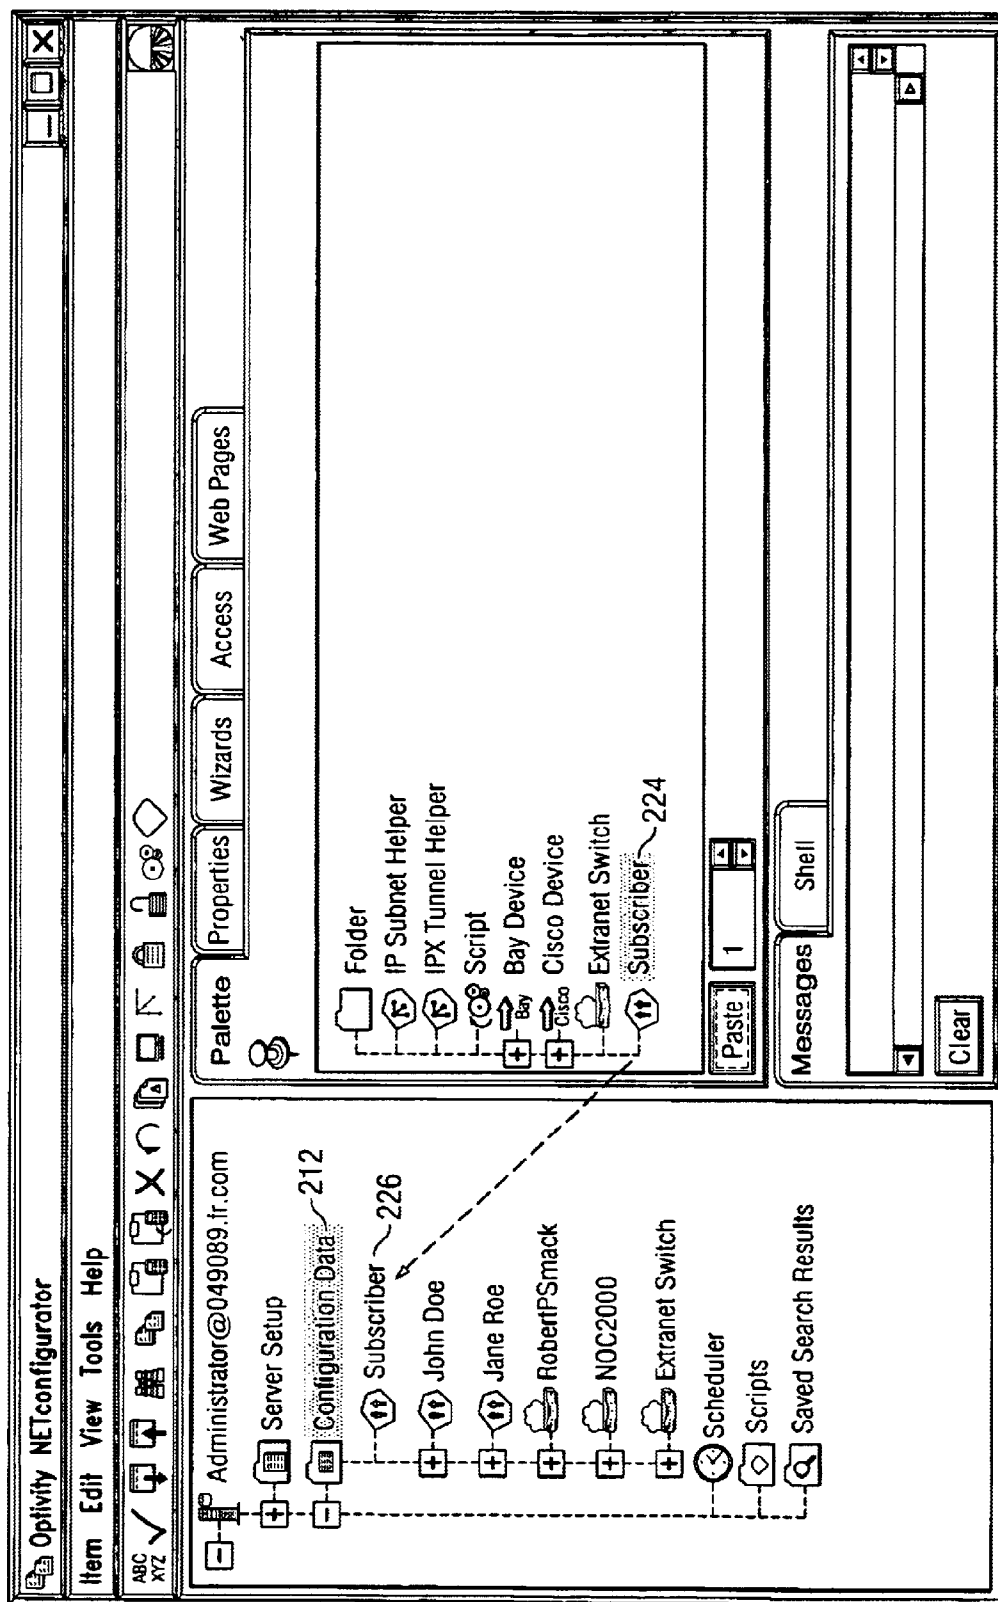 Optivity NETconfigurator
Item Edit View Tools Help
ABC
XYZ
Administrator@049089.fr.com
Server Setup
Configuration Data 212
Subscriber 226
John Doe
Jane Roe
RobertPSmack
NOC2000
Extranet Switch
Scheduler
Scripts
Saved Search Results
Palette Properties Wizards Access Web Pages
Folder
IP Subnet Helper
IPX Tunnel Helper
Script
Bay Bay Device
Cisco Cisco Device
Extranet Switch
Subscriber 224
Paste 1
Messages Shell
Clear